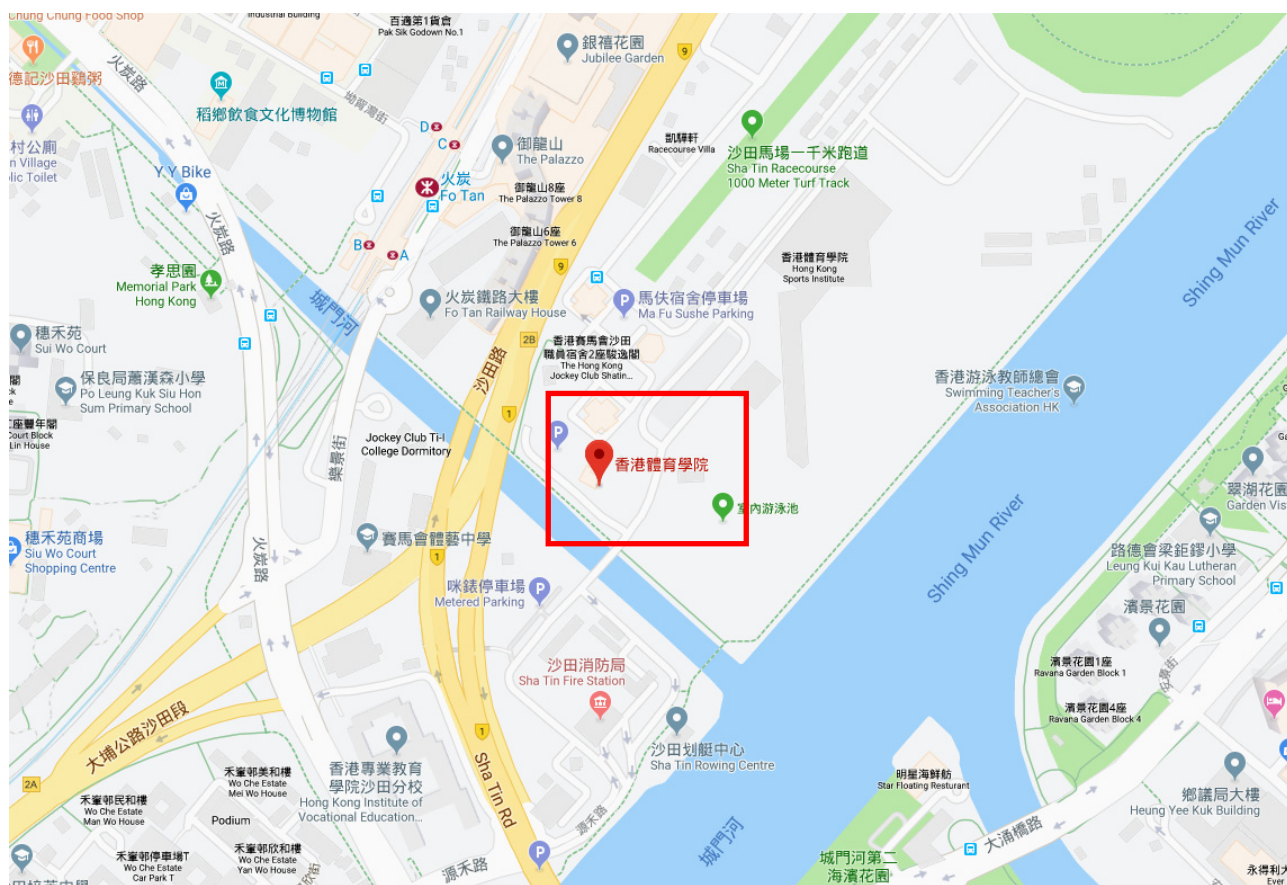 Chung Chung Food Shop
Industrial Building
百適第1貨倉
Pak Sik Godown No.1
銀禧花園
Jubilee Garden
9
火炭路
德記沙田雞粥
稻鄉飲食文化博物館
坳背灣街
D
C
御龍山
The Palazzo
凱驊軒
Racecourse Villa
沙田馬場一千米跑道
Sha Tin Racecourse
1000 Meter Turf Track
村公廁
n Village
lic Toilet
Y Y Bike
火炭
Fo Tan
御龍山8座
The Palazzo Tower 8
火炭路
御龍山6座
The Palazzo Tower 6
B
A
9
香港體育學院
Hong Kong
Sports Institute
Shing Mun River
孝思園
Memorial Park
Hong Kong
城門河
火炭鐵路大樓
Fo Tan Railway House
馬伕宿舍停車場
Ma Fu Sushe Parking
2B
沙田路
香港賽馬會沙田
職員宿舍2座駿逸閣
The Hong Kong
Jockey Club Shatin...
穗禾苑
Sui Wo Court
保良局蕭漢森小學
Po Leung Kuk Siu Hon
Sum Primary School
香港游泳教師總會
Swimming Teacher's
Association HK
閣
座豐年閣
Court Block
Lin House
1
Jockey Club Ti-I
College Dormitory
樂景街
香港體育學院
室內游泳池
翠湖花園
Garden Vis
穗禾苑商場
Siu Wo Court
Shopping Centre
火炭路
賽馬會體藝中學
1
Shing Mun River
路德會梁鉅鏐小學
Leung Kui Kau Lutheran
Primary School
咪錶停車場
Metered Parking
濱景花園
沙田消防局
Sha Tin Fire Station
濱景花園1座
Ravana Garden Block 1
濱景花園4座
Ravana Garden Block 4
大埔公路沙田段
1
沙田划艇中心
Sha Tin Rowing Centre
2A
禾輋邨美和樓
Wo Che Estate
Mei Wo House
香港專業教育
學院沙田分校
Hong Kong Institute of
Vocational Education...
Sha Tin Rd
明星海鮮舫
Star Floating Resturant
鄉議局大樓
Heung Yee Kuk Building
禾輋邨民和樓
Wo Che Estate
Man Wo House
Podium
源禾路
城門河
大涌橋路
禾輋邨停車場T
Wo Che Estate
Car Park T
禾輋邨欣和樓
Wo Che Estate
Yan Wo House
源禾路
城門河第二
海濱花園
永得利
Ever